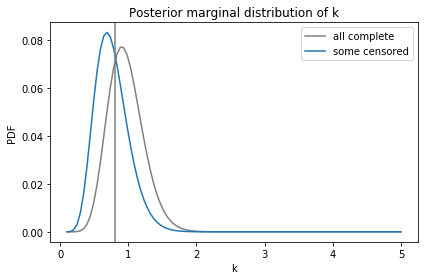 Posterior marginal distribution of k
all complete
some censored
PDF
0.08
0.06
0.04
0.02
0.00
0
1
2
3
4
5
k